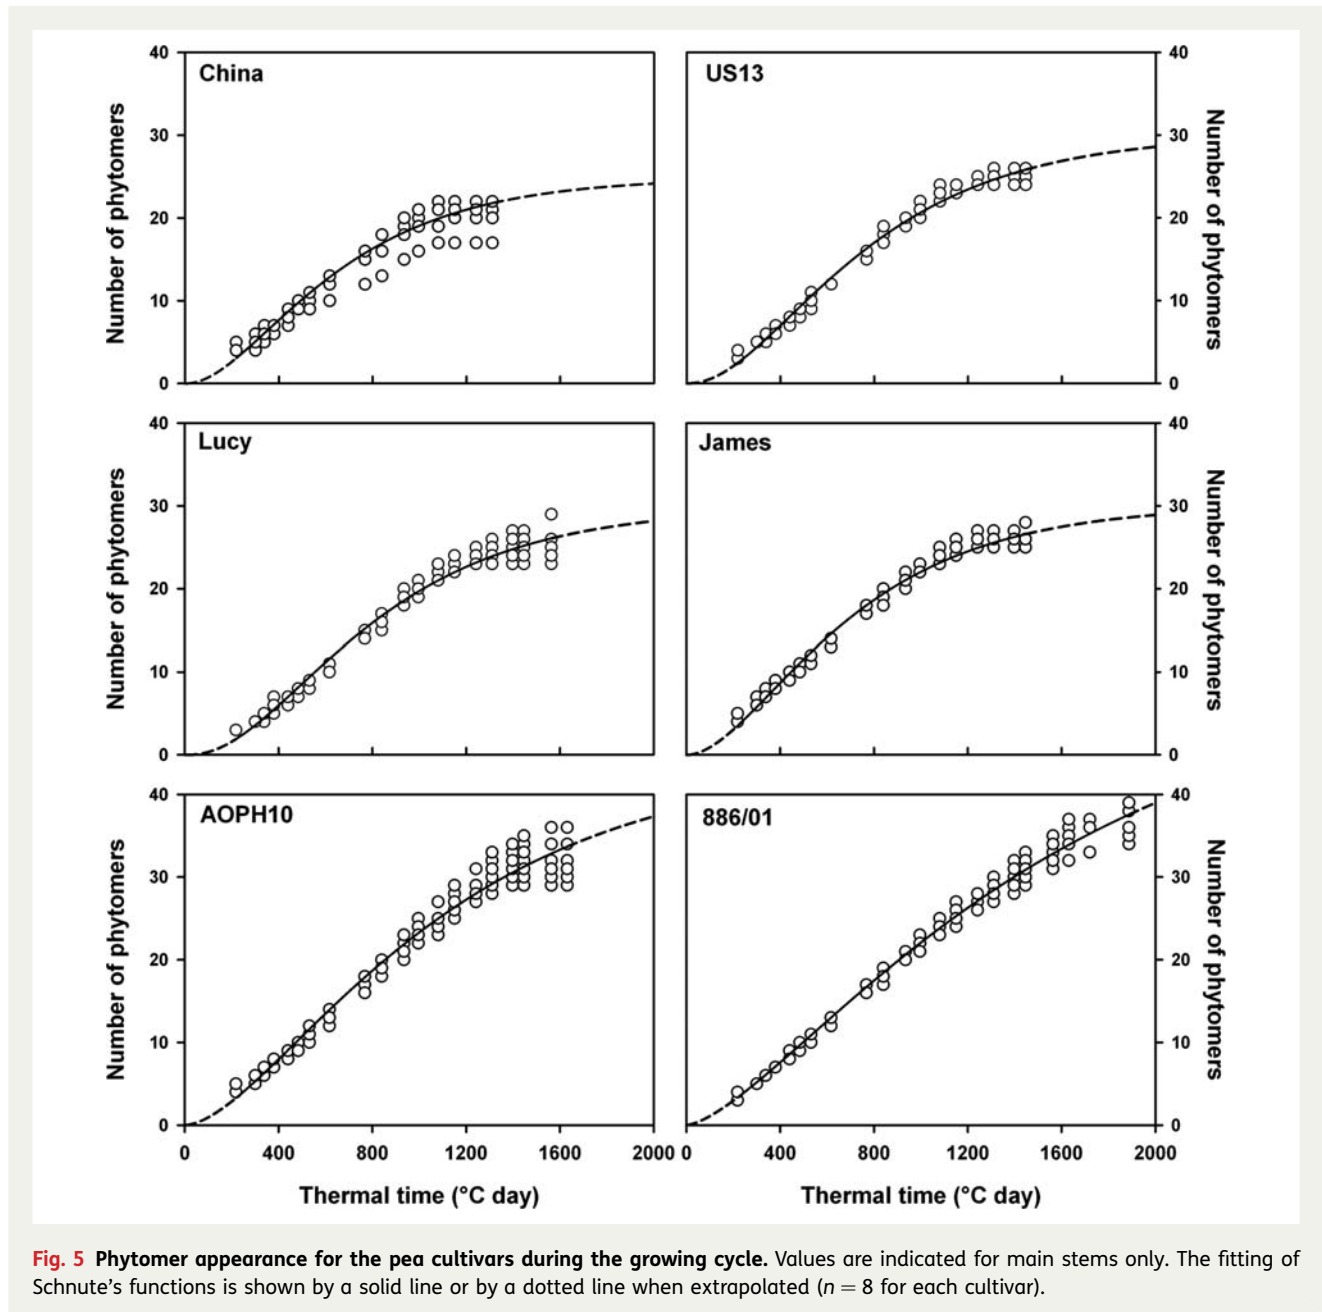 40
30
20
10
0
Number of phytomers
China
US13
40
30
20
10
0
Number of phytomers
40
30
20
10
0
Number of phytomers
Lucy
James
40
30
20
10
0
Number of phytomers
40
30
20
10
0
Number of phytomers
AOPH10
886/01
40
30
20
10
0
Number of phytomers
0 400 800 1200 1600 2000 0 400 800 1200 1600 2000
Thermal time (°C day) Thermal time (°C day)
Fig. 5 Phytomer appearance for the pea cultivars during the growing cycle. Values are indicated for main stems only. The fitting of
Schnute’s functions is shown by a solid line or by a dotted line when extrapolated (n = 8 for each cultivar).